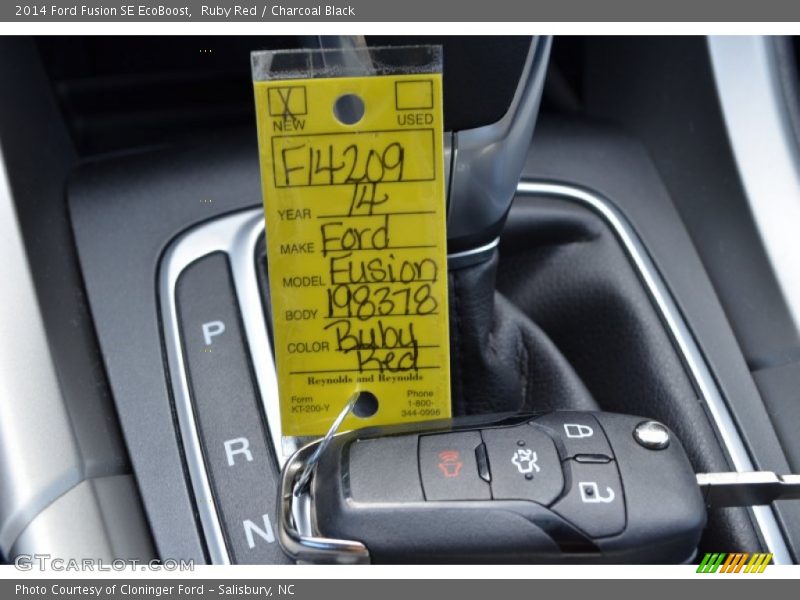 2014 Ford Fusion SE EcoBoost,  Ruby Red / Charcoal Black
X
NEW USED
F14209
YEAR 14
MAKE Ford
MODEL Fusion
BODY 198378
COLOR Ruby
Red
Reynolds and Reynolds
Form Phone
KT-200-Y 1-800-
344-0996
P
R
N
GTcarlot.com
Photo Courtesy of Cloninger Ford - Salisbury, NC